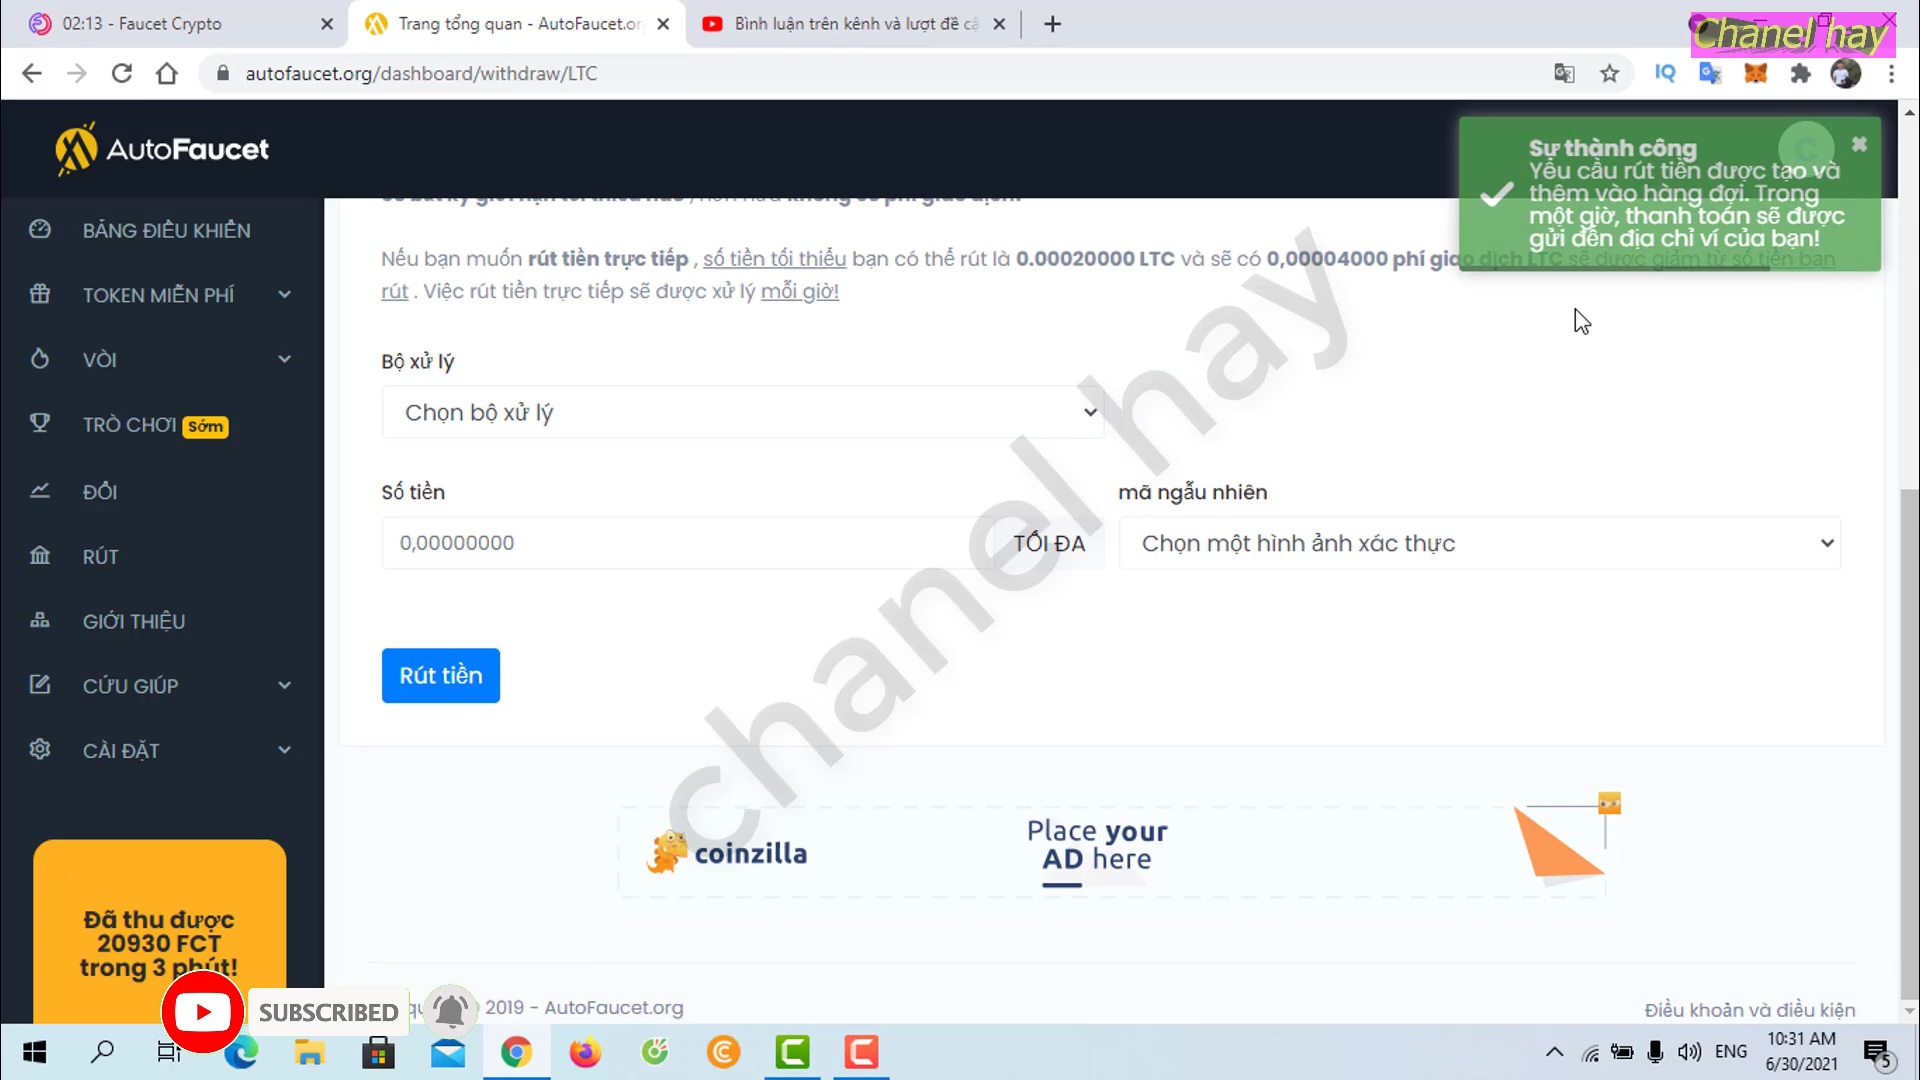 02:13 - Faucet Crypto
Trang tổng quan - AutoFaucet.or
Bình luận trên kênh và lượt đề cậ
Chanel hay
autofaucet.org/dashboard/withdraw/LTC
IQ
AutoFaucet
Sự thành công
Yêu cầu rút tiền được tạo và
thêm vào hàng đợi. Trong
một giờ, thanh toán sẽ được
gửi đến địa chỉ ví của bạn!
BẢNG ĐIỀU KHIỂN
TOKEN MIỄN PHÍ
VÒI
TRÒ CHƠI Sớm
ĐỔI
RÚT
GIỚI THIỆU
CỨU GIÚP
CÀI ĐẶT
Đã thu được
20930 FCT
trong 3 phút!
Nếu bạn muốn rút tiền trực tiếp , số tiền tối thiểu bạn có thể rút là 0.00020000 LTC và sẽ có 0,00004000 phí giao dịch LTC sẽ được giảm từ số tiền bạn
rút . Việc rút tiền trực tiếp sẽ được xử lý mỗi giờ!
Bộ xử lý
Chọn bộ xử lý
Số tiền
mã ngẫu nhiên
0,00000000
TỐI ĐA
Chọn một hình ảnh xác thực
Rút tiền
chanel hay
coinzilla
Place your
AD here
2019 - AutoFaucet.org
Điều khoản và điều kiện
SUBSCRIBED
ENG
10:31 AM
6/30/2021
5